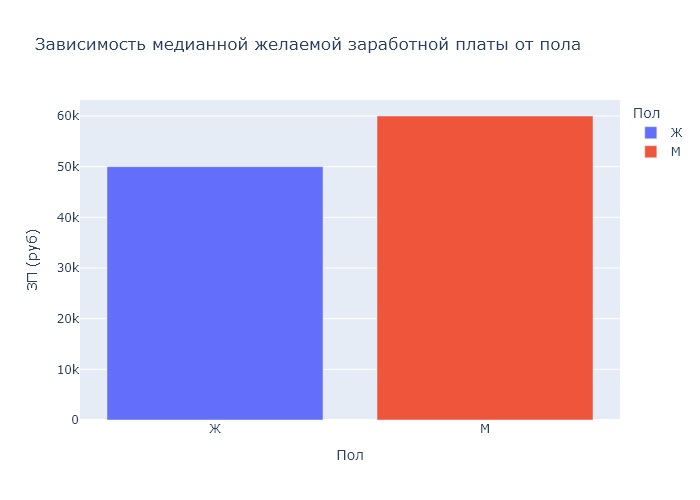 Зависимость медианной желаемой заработной платы от пола
Пол
Ж
М
60k
50k
40k
30k
20k
10k
0
ЗП (руб)
Ж
М
Пол